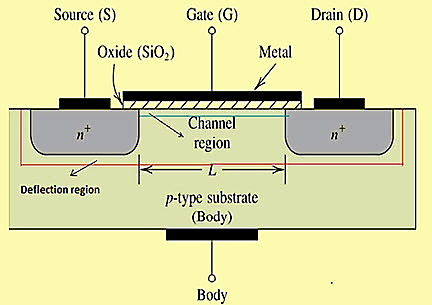 Source (S)
Gate (G)
Drain (D)
Oxide (SiO₂)
Metal
n⁺
Channel
region
n⁺
L
Deflection region
p-type substrate
(Body)
Body